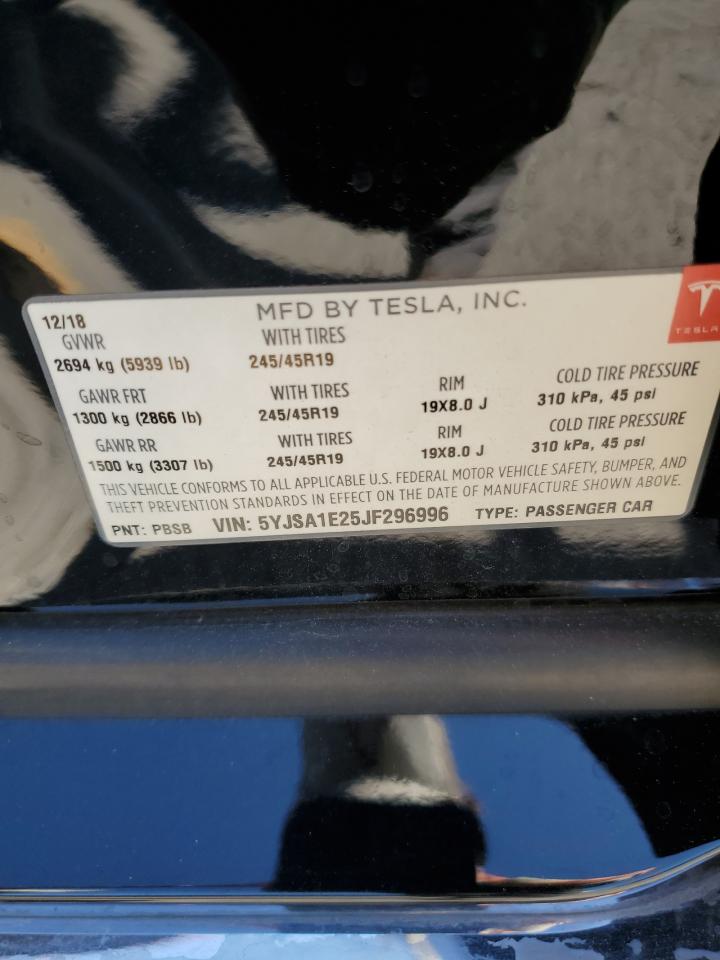 MFD BY TESLA, INC.
TESLA
12/18
GVWR WITH TIRES
2694 kg (5939 lb) 245/45R19
GAWR FRT WITH TIRES RIM COLD TIRE PRESSURE
1300 kg (2866 lb) 245/45R19 19X8.0 J 310 kPa, 45 psi
GAWR RR WITH TIRES RIM COLD TIRE PRESSURE
1500 kg (3307 lb) 245/45R19 19X8.0 J 310 kPa, 45 psi
THIS VEHICLE CONFORMS TO ALL APPLICABLE U.S. FEDERAL MOTOR VEHICLE SAFETY, BUMPER, AND
THEFT PREVENTION STANDARDS IN EFFECT ON THE DATE OF MANUFACTURE SHOWN ABOVE.
PNT: PBSB VIN: 5YJSA1E25JF296996 TYPE: PASSENGER CAR